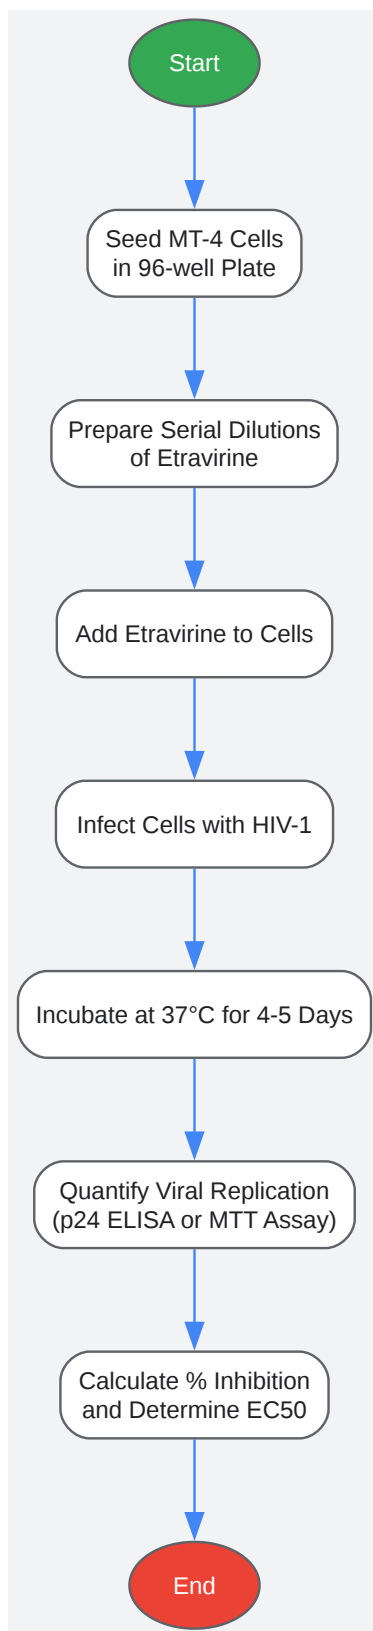 Start
Seed MT-4 Cells
in 96-well Plate
Prepare Serial Dilutions
of Etravirine
Add Etravirine to Cells
Infect Cells with HIV-1
Incubate at 37°C for 4-5 Days
Quantify Viral Replication
(p24 ELISA or MTT Assay)
Calculate % Inhibition
and Determine EC50
End